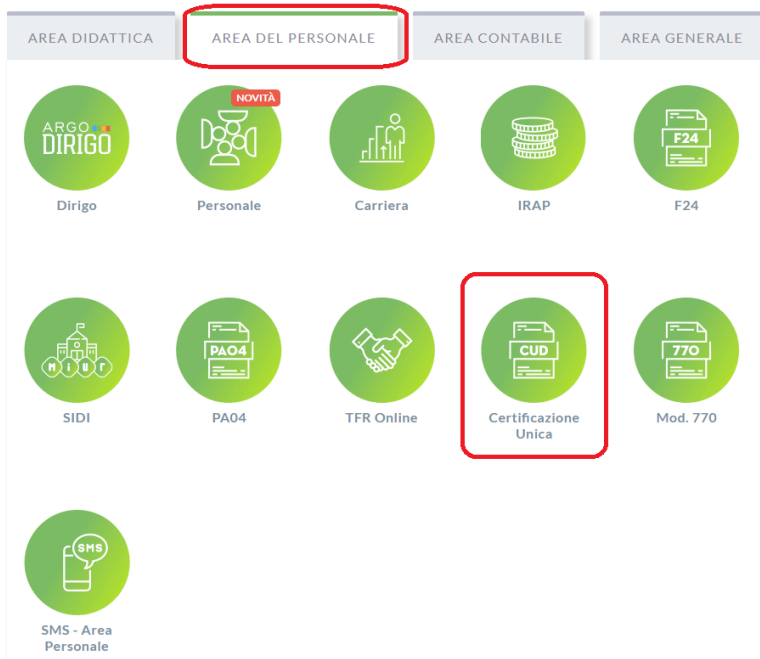 AREA DIDATTICA
AREA DEL PERSONALE
AREA CONTABILE
AREA GENERALE
ARGO
DIRIGO
NOVITÀ
F24
Dirigo
Personale
Carriera
IRAP
F24
MIUR
PA04
CUD
770
SIDI
PA04
TFR Online
Certificazione
Unica
Mod. 770
SMS
SMS - Area
Personale